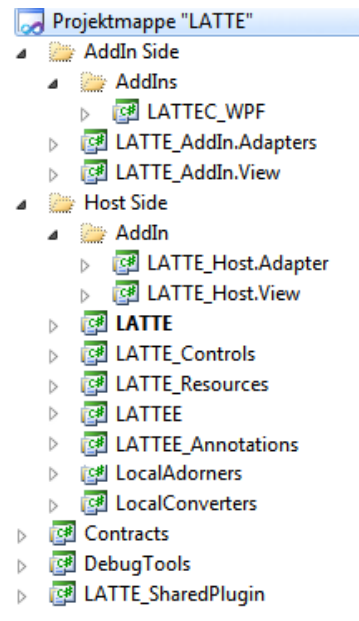 Projektmappe "LATTE"
AddIn Side
AddIns
LATTEC_WPF
LATTE_AddIn.Adapters
LATTE_AddIn.View
Host Side
AddIn
LATTE_Host.Adapter
LATTE_Host.View
LATTE
LATTE_Controls
LATTE_Resources
LATTEE
LATTEE_Annotations
LocalAdorners
LocalConverters
Contracts
DebugTools
LATTE_SharedPlugin